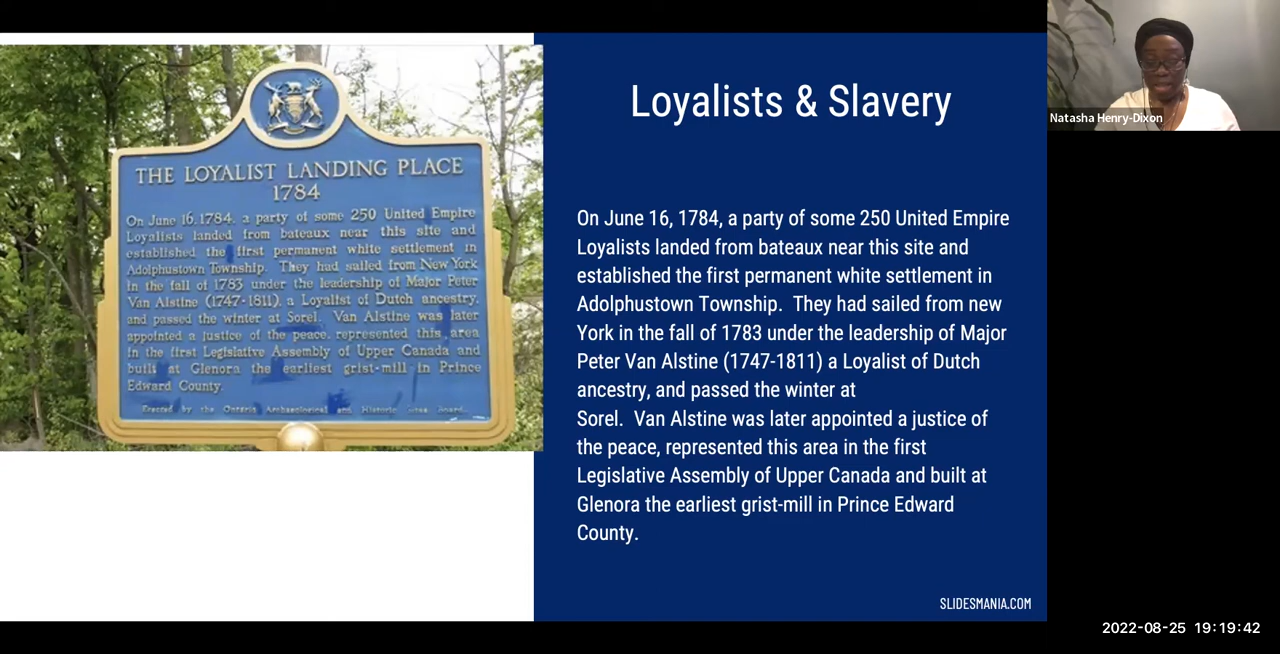 THE LOYALIST LANDING PLACE
1784
On June 16, 1784, a party of some 250 United Empire
Loyalists landed from bateaux near this site and
established the first permanent white settlement in
Adolphustown Township. They had sailed from New York
in the fall of 1783 under the leadership of Major Peter
Van Alstine (1747-1811), a Loyalist of Dutch ancestry,
and passed the winter at Sorel. Van Alstine was later
appointed a justice of the peace, represented this area
in the first Legislative Assembly of Upper Canada and
built at Glenora the earliest grist-mill in Prince
Edward County.
Erected by the Ontario Archaeological and Historic Sites Board.
Loyalists & Slavery
On June 16, 1784, a party of some 250 United Empire
Loyalists landed from bateaux near this site and
established the first permanent white settlement in
Adolphustown Township. They had sailed from new
York in the fall of 1783 under the leadership of Major
Peter Van Alstine (1747-1811) a Loyalist of Dutch
ancestry, and passed the winter at
Sorel. Van Alstine was later appointed a justice of
the peace, represented this area in the first
Legislative Assembly of Upper Canada and built at
Glenora the earliest grist-mill in Prince Edward
County.
SLIDESMANIA.COM
Natasha Henry-Dixon
2022-08-25 19:19:42